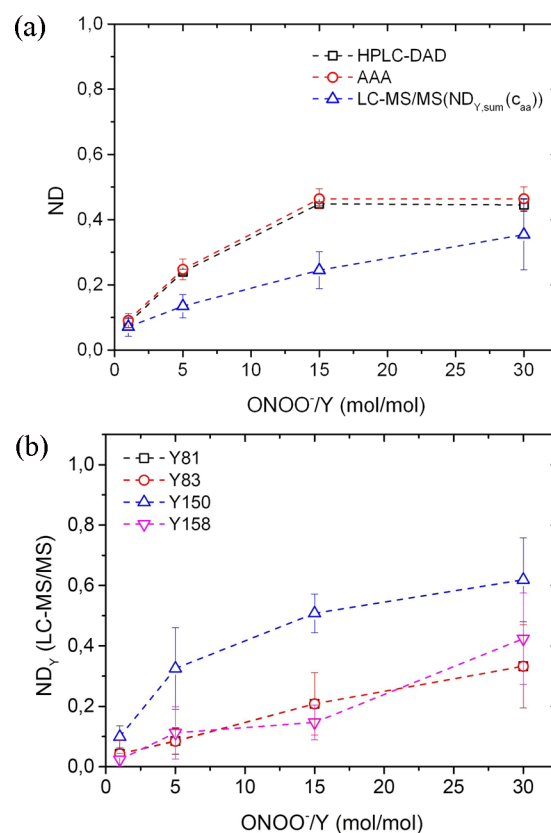 (a)
1,0
0,8
0,6
0,4
0,2
0,0
ND
HPLC-DAD
AAA
LC-MS/MS(ND Y,sum (c aa))
0 5 10 15 20 25 30
ONOO⁻/Y (mol/mol)
(b)
1,0
0,8
0,6
0,4
0,2
0,0
ND Y (LC-MS/MS)
Y81
Y83
Y150
Y158
0 5 10 15 20 25 30
ONOO⁻/Y (mol/mol)